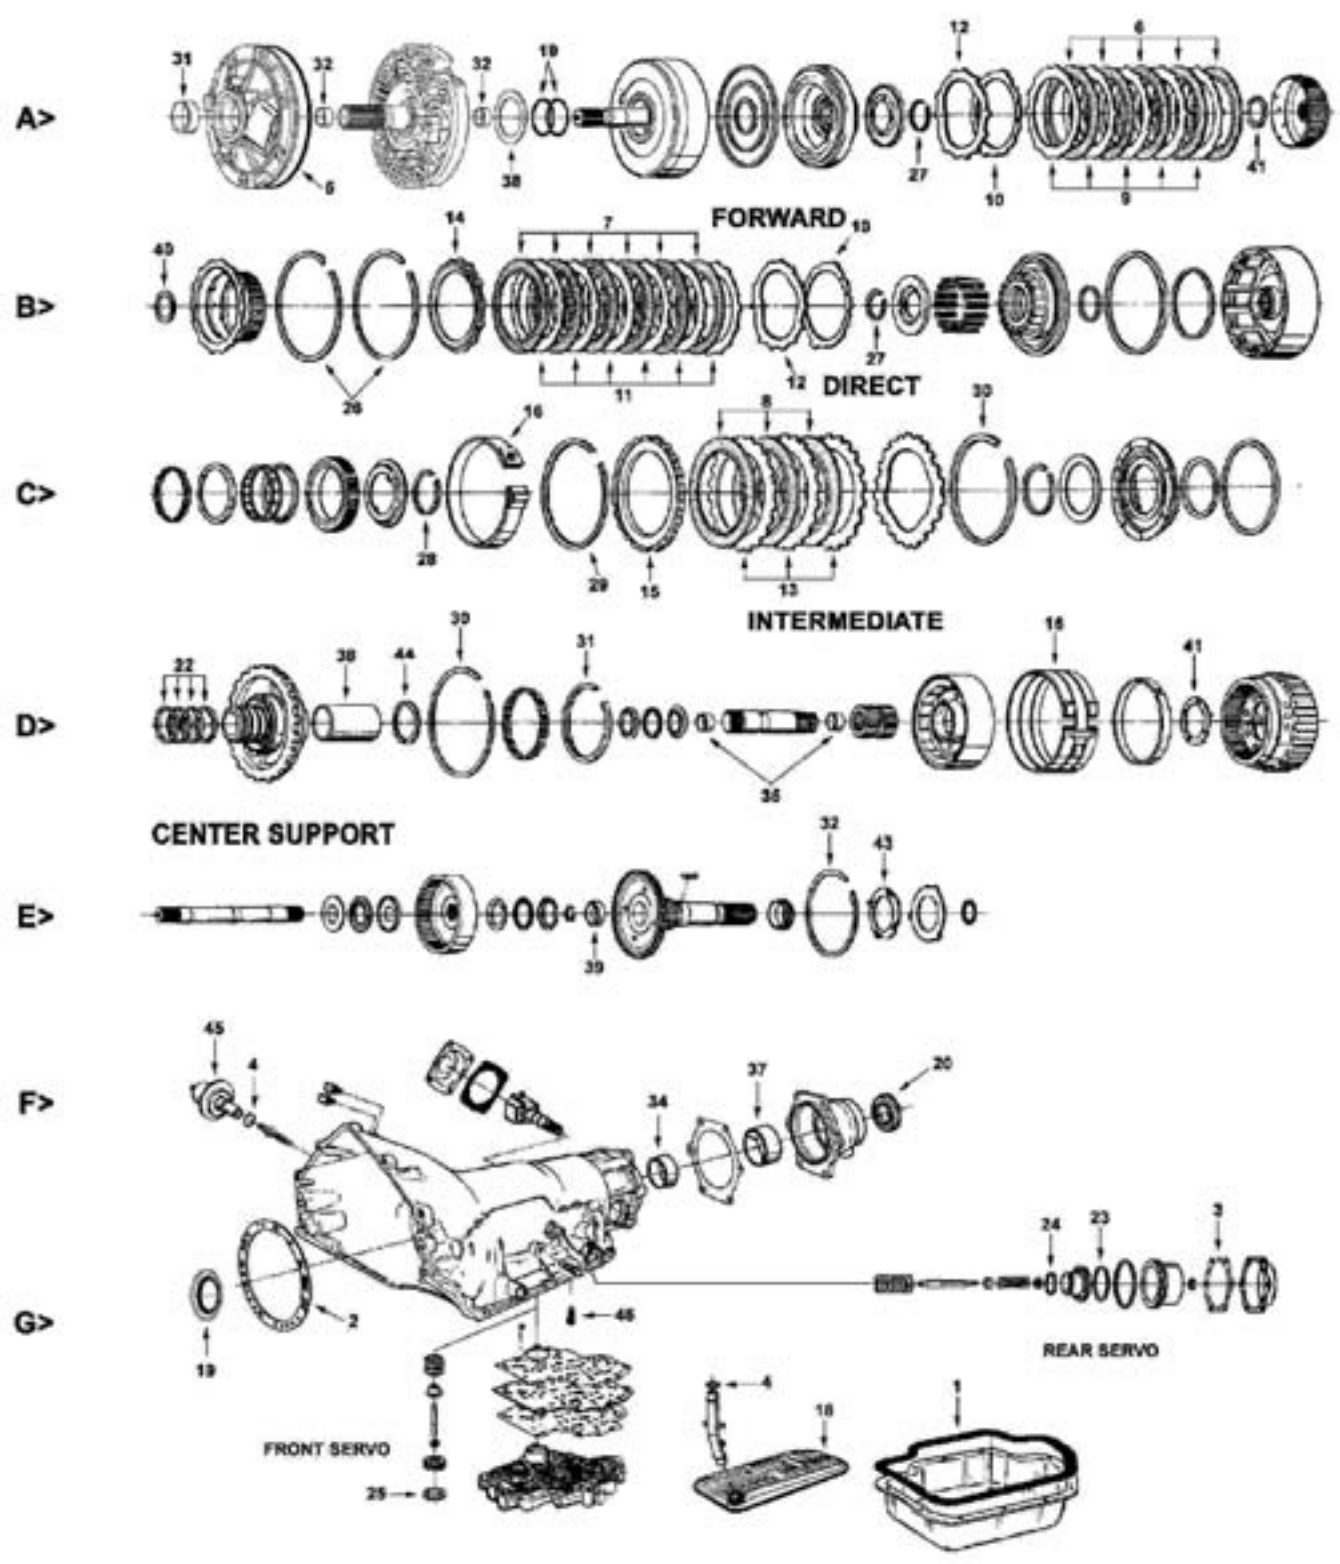 12 6
31 32 32 19
A>
5 38 27 10 9 41
FORWARD
14 7 10
40
B>
26 11 12 27
DIRECT
16 8 30
C>
28 29 15 13
INTERMEDIATE
22 38 44 30 31 16 41
D>
35
CENTER SUPPORT
32 43
E>
39
45 4 34 37 20
F>
24 23 3
G>
19 2 46
REAR SERVO
4 18 1
FRONT SERVO
25